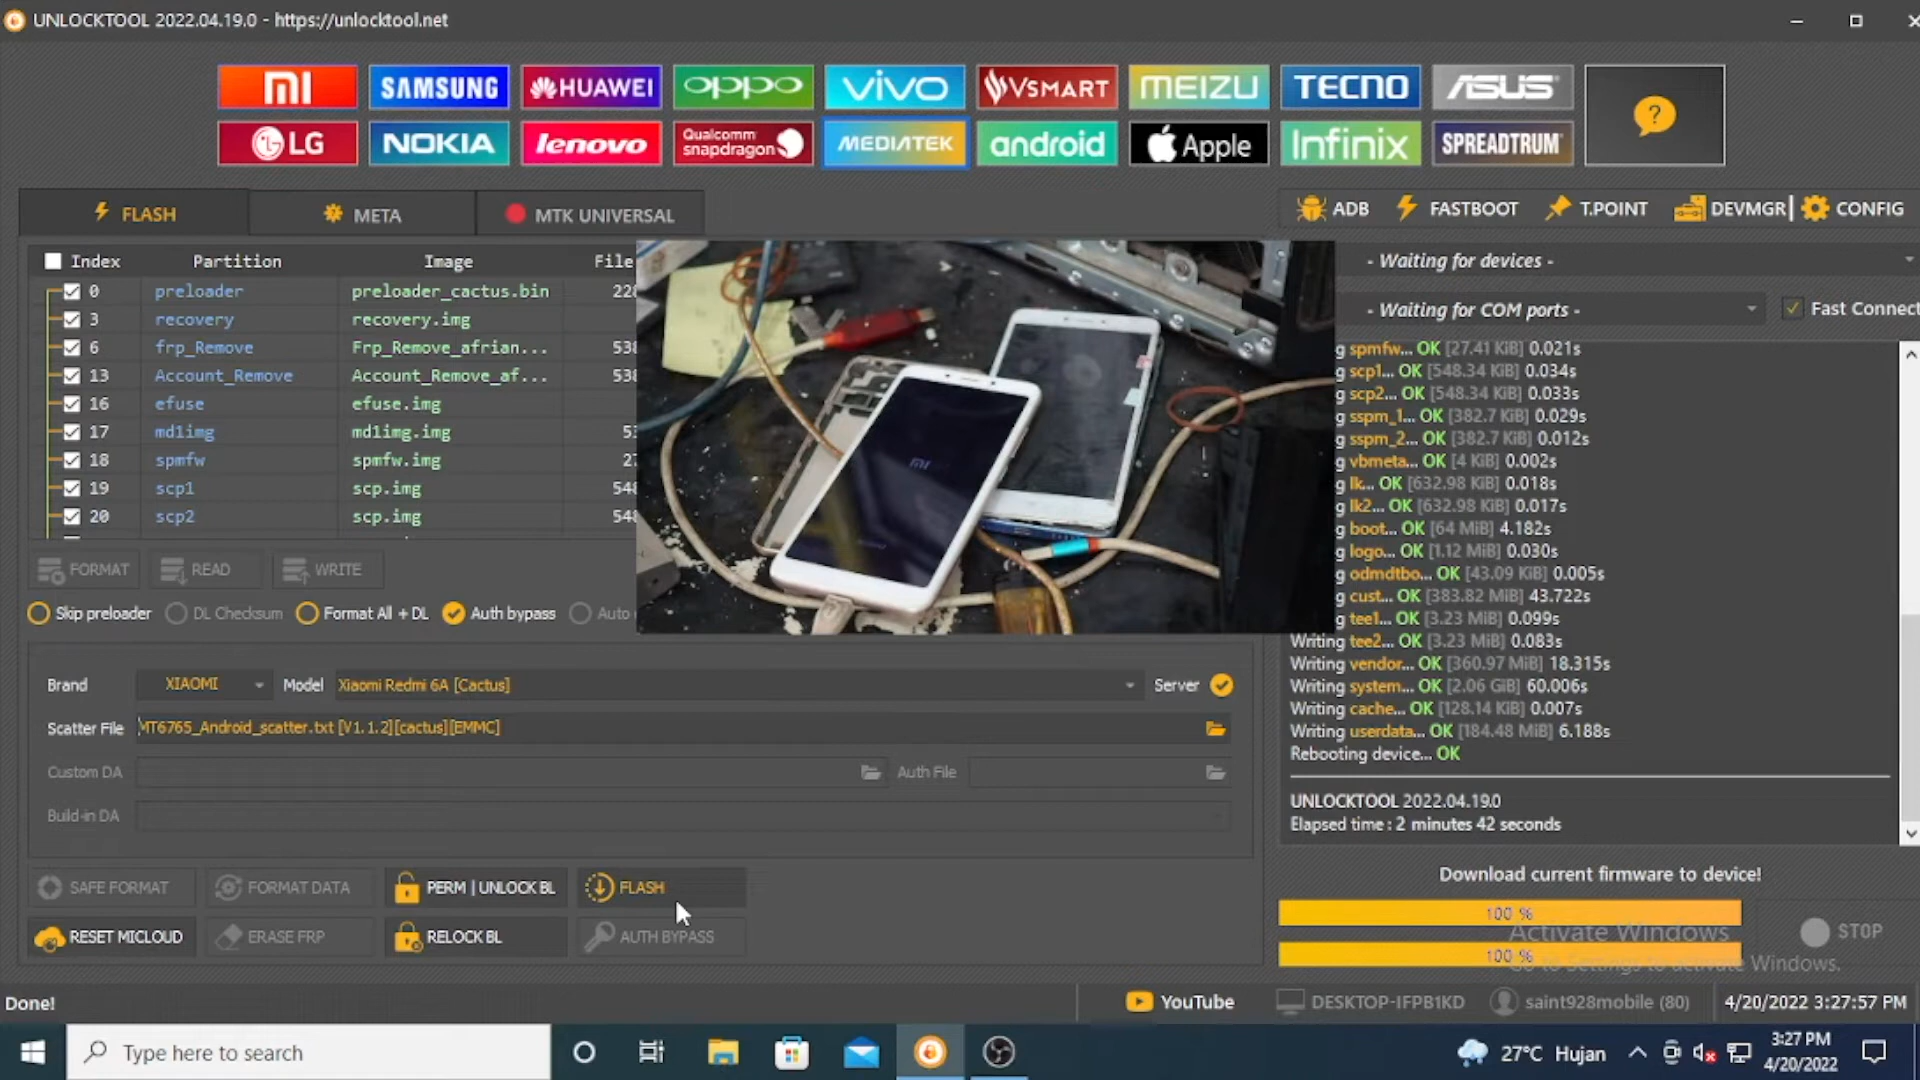 UNLOCKTOOL 2022.04.19.0 - https://unlocktool.net
MI SAMSUNG HUAWEI oppo vivo VSMART MEIZU TECNO ASUS ?
LG NOKIA lenovo Qualcomm snapdragon MEDIATEK android Apple Infinix SPREADTRUM
FLASH META MTK UNIVERSAL
ADB FASTBOOT T.POINT DEVMGR CONFIG
Index Partition Image File
0 preloader preloader_cactus.bin 228
3 recovery recovery.img
6 frp_Remove Frp_Remove_afrian... 538
13 Account_Remove Account_Remove_af... 538
16 efuse efuse.img
17 md1img md1img.img 53
18 spmfw spmfw.img 27
19 scp1 scp.img 548
20 scp2 scp.img 548
FORMAT READ WRITE
Skip preloader DL Checksum Format All + DL Auth bypass Auto
mi
Brand XIAOMI Model Xiaomi Redmi 6A [Cactus] Server
Scatter File MT6765_Android_scatter.txt [V1.1.2][cactus][EMMC]
Custom DA Auth File
Build-in DA
SAFE FORMAT FORMAT DATA PERM | UNLOCK BL FLASH
RESET MICLOUD ERASE FRP RELOCK BL AUTH BYPASS
- Waiting for devices -
- Waiting for COM ports - Fast Connect
g spmfw... OK [27.41 KiB] 0.021s
g scp1... OK [548.34 KiB] 0.034s
g scp2... OK [548.34 KiB] 0.033s
g sspm_1... OK [382.7 KiB] 0.029s
g sspm_2... OK [382.7 KiB] 0.012s
g vbmeta... OK [4 KiB] 0.002s
g lk... OK [632.98 KiB] 0.018s
g lk2... OK [632.98 KiB] 0.017s
g boot... OK [64 MiB] 4.182s
g logo... OK [1.12 MiB] 0.030s
g odmdtbo... OK [43.09 KiB] 0.005s
g cust... OK [383.82 MiB] 43.722s
g tee1... OK [3.23 MiB] 0.099s
Writing tee2... OK [3.23 MiB] 0.083s
Writing vendor... OK [360.97 MiB] 18.315s
Writing system... OK [2.06 GiB] 60.006s
Writing cache... OK [128.14 KiB] 0.007s
Writing userdata... OK [184.48 MiB] 6.188s
Rebooting device... OK
UNLOCKTOOL 2022.04.19.0
Elapsed time : 2 minutes 42 seconds
Download current firmware to device!
100 %
100 %
STOP
Activate Windows
Go to Settings to activate Windows.
Done! YouTube DESKTOP-IFPB1KD saint928mobile (80) 4/20/2022 3:27:57 PM
Type here to search
27°C Hujan
3:27 PM
4/20/2022